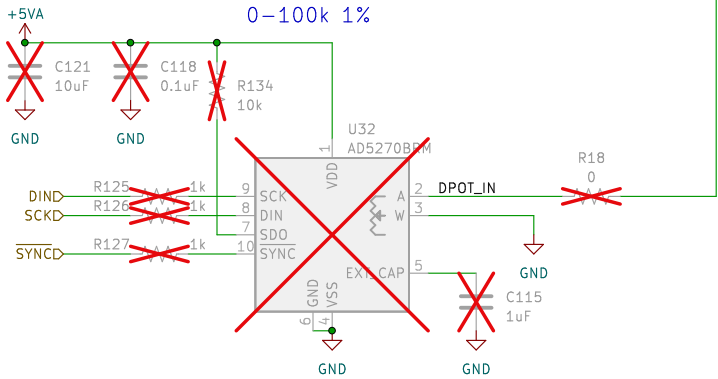 0-100k 1%
+5VA
C121
10uF
GND
C118
0.1uF
GND
R134
10k
U32
AD5270BRM
1
VDD
DIN
R125
1k
9
SCK
SCK
R126
1k
8
DIN
7
SDO
SYNC
R127
1k
10
SYNC
A
2
DPOT_IN
W
3
R18
0
GND
EXT_CAP
5
C115
1uF
GND
GND
VSS
6
4
GND